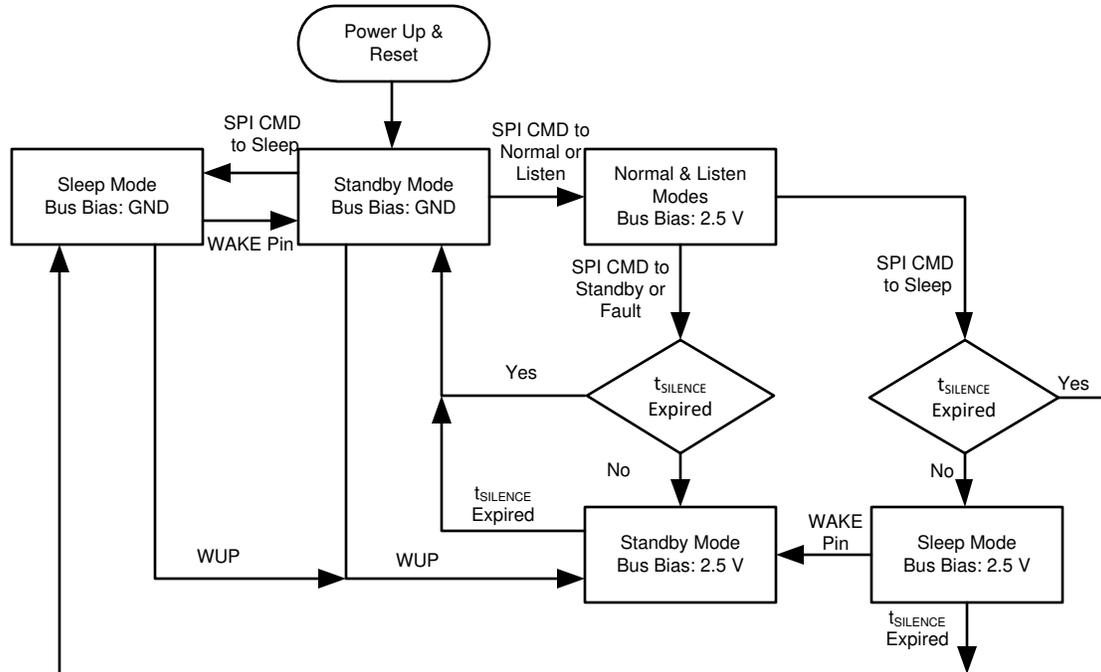 Power Up &
Reset
SPI CMD
to Sleep
SPI CMD to
Normal or
Listen
Sleep Mode
Bus Bias: GND
Standby Mode
Bus Bias: GND
Normal & Listen
Modes
Bus Bias: 2.5 V
WAKE Pin
SPI CMD to
Standby or
Fault
SPI CMD
to Sleep
Yes
tSILENCE
Expired
tSILENCE
Expired
Yes
No
No
tSILENCE
Expired
Standby Mode
Bus Bias: 2.5 V
WAKE
Pin
Sleep Mode
Bus Bias: 2.5 V
WUP
WUP
tSILENCE
Expired